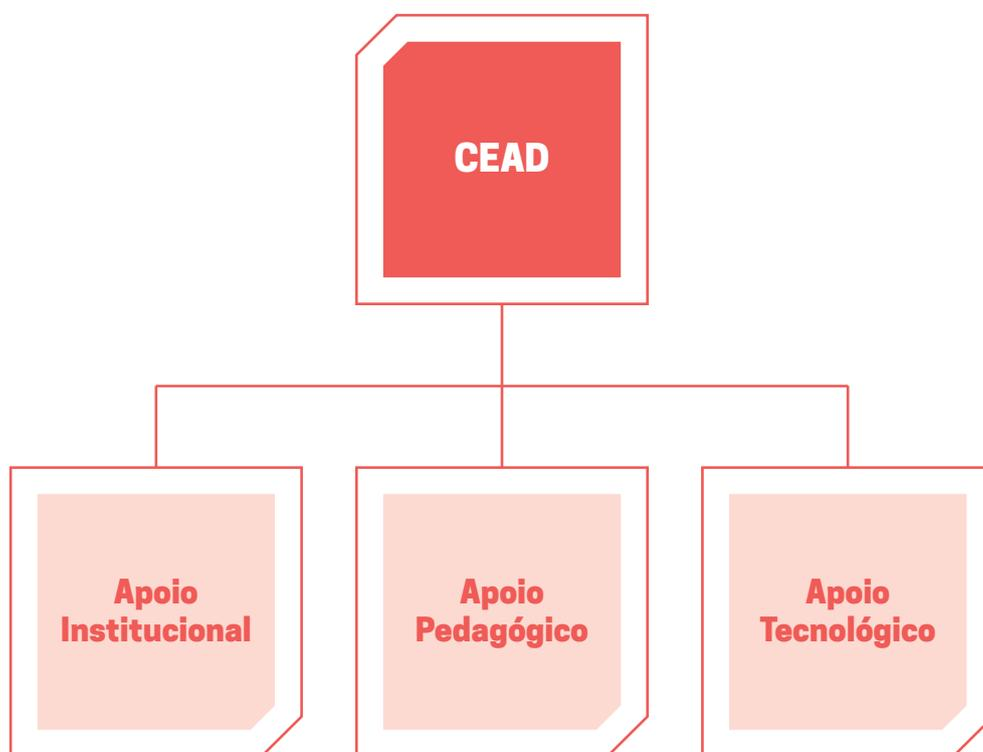 CEAD
Apoio
Institucional
Apoio
Pedagógico
Apoio
Tecnológico